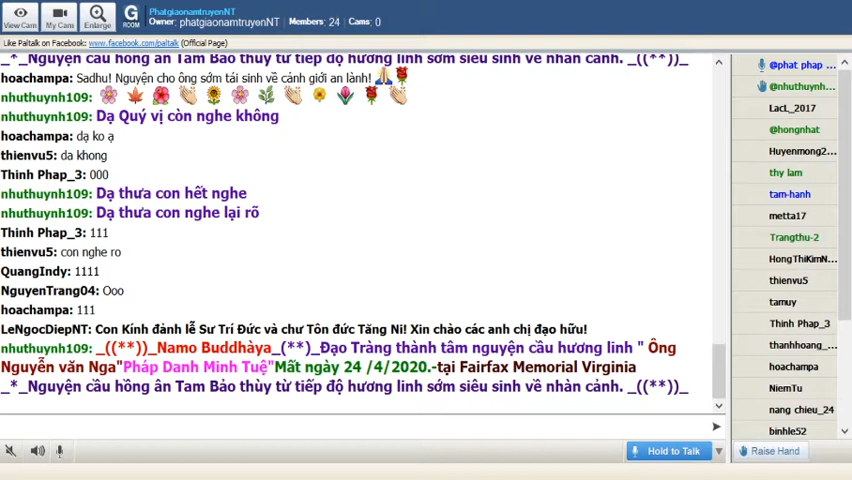 PhatgiaonamtruyenNT
Owner: phatgiaonamtruyenNT Members: 24 Cams: 0
View Cam My Cam Enlarge G ROOM
Like Paltalk on Facebook: www.facebook.com/paltalk (Official Page)
_*_Nguyện cầu hồng ân Tam Bảo thùy từ tiếp độ hương linh sớm siêu sinh về nhàn cảnh. _((**))_
hoachampa: Sadhu! Nguyện cho ông sớm tái sinh về cảnh giới an lành!
nhuthuynh109:
nhuthuynh109: Dạ Quý vị còn nghe không
hoachampa: dạ ko ạ
thienvu5: da khong
Thinh Phap_3: 000
nhuthuynh109: Dạ thưa con hết nghe
nhuthuynh109: Dạ thưa con nghe lại rõ
Thinh Phap_3: 111
thienvu5: con nghe ro
QuangIndy: 1111
NguyenTrang04: Ooo
hoachampa: 111
LeNgocDiepNT: Con Kính đảnh lễ Sư Trí Đức và chư Tôn đức Tăng Ni! Xin chào các anh chị đạo hữu!
nhuthuynh109: _((**))_Namo Buddhàya_(**)_Đạo Tràng thành tâm nguyện cầu hương linh " Ông
Nguyễn văn Nga"Pháp Danh Minh Tuệ"Mất ngày 24 /4/2020.-tại Fairfax Memorial Virginia
_*_Nguyện cầu hồng ân Tam Bảo thùy từ tiếp độ hương linh sớm siêu sinh về nhàn cảnh. _((**))_
@phat phap ...
@nhuthuynh...
LacL_2017
@hongnhat
Huyenmong2...
thy lam
tam-hanh
metta17
Trangthu-2
HongThiKimN...
thienvu5
tamuy
Thinh Phap_3
thanhhoang_...
hoachampa
NiemTu
nang chieu_24
binhle52
Hold to Talk
Raise Hand